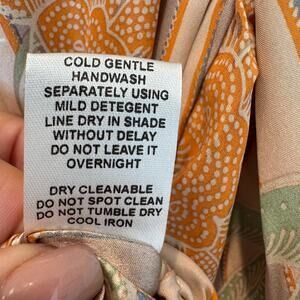 COLD GENTLE
HANDWASH
SEPARATELY USING
MILD DETEGENT
LINE DRY IN SHADE
WITHOUT DELAY
DO NOT LEAVE IT
OVERNIGHT
DRY CLEANABLE
DO NOT SPOT CLEAN
DO NOT TUMBLE DRY
COOL IRON